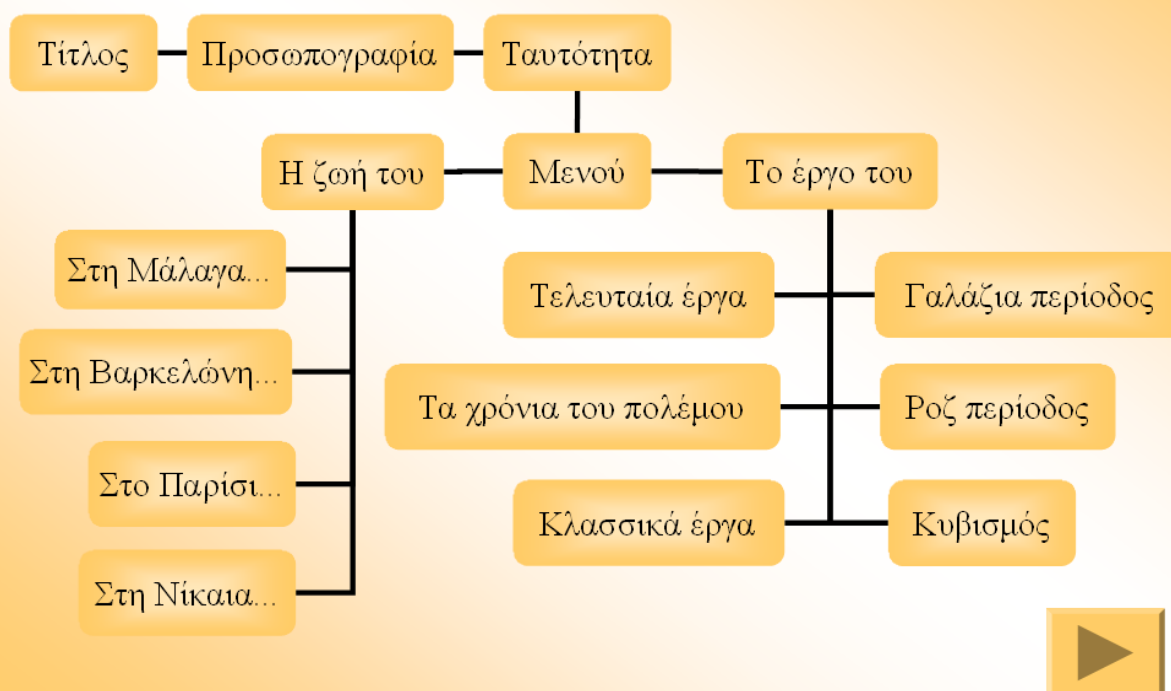 Τίτλος
Προσωπογραφία
Ταυτότητα
Η ζωή του
Μενού
Το έργο του
Στη Μάλαγα...
Στη Βαρκελώνη...
Στο Παρίσι...
Στη Νίκαια...
Τελευταία έργα
Γαλάζια περίοδος
Τα χρόνια του πολέμου
Ροζ περίοδος
Κλασσικά έργα
Κυβισμός